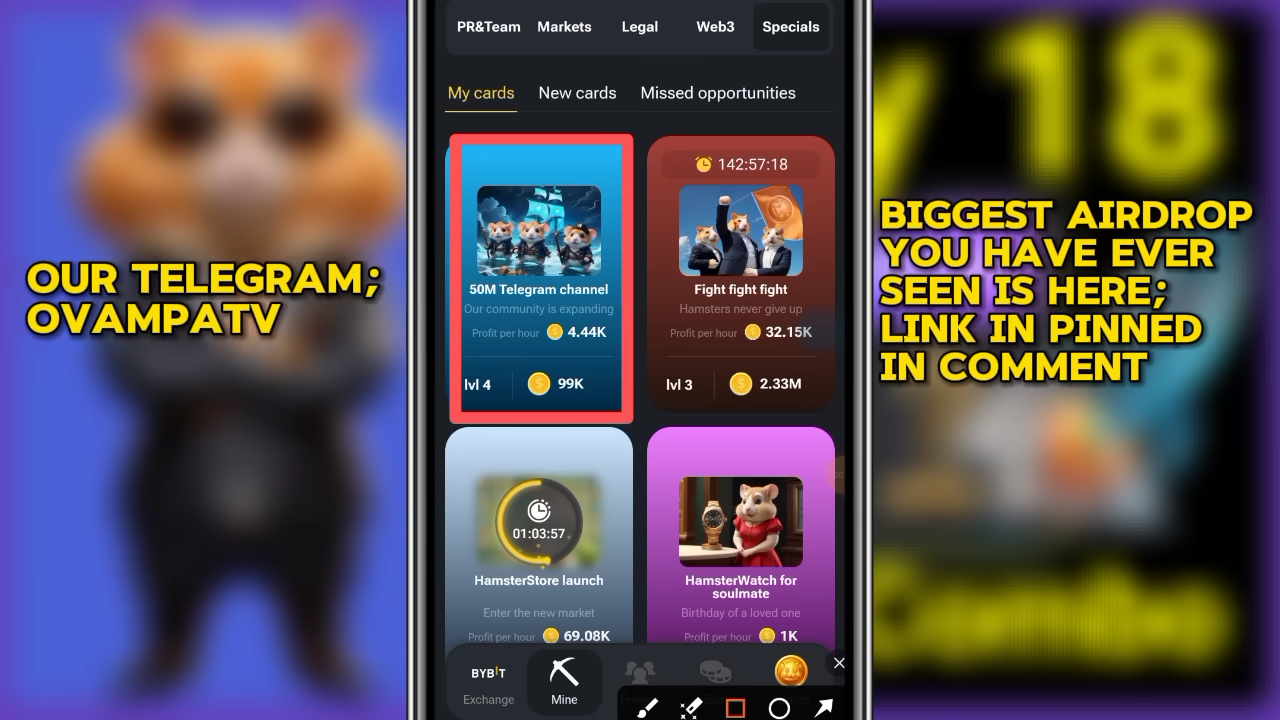 PR&Team Markets Legal Web3 Specials
My cards New cards Missed opportunities
142:57:18
50M Telegram channel
Our community is expanding
Profit per hour 4.44K
lvl 4 99K
Fight fight fight
Hamsters never give up
Profit per hour 32.15K
lvl 3 2.33M
01:03:57
HamsterStore launch
Enter the new market
Profit per hour 69.08K
HamsterWatch for
soulmate
Birthday of a loved one
Profit per hour 1K
BYBIT
Exchange
Mine
OUR TELEGRAM;
OVAMPATV
18
BIGGEST AIRDROP
YOU HAVE EVER
SEEN IS HERE;
LINK IN PINNED
IN COMMENT